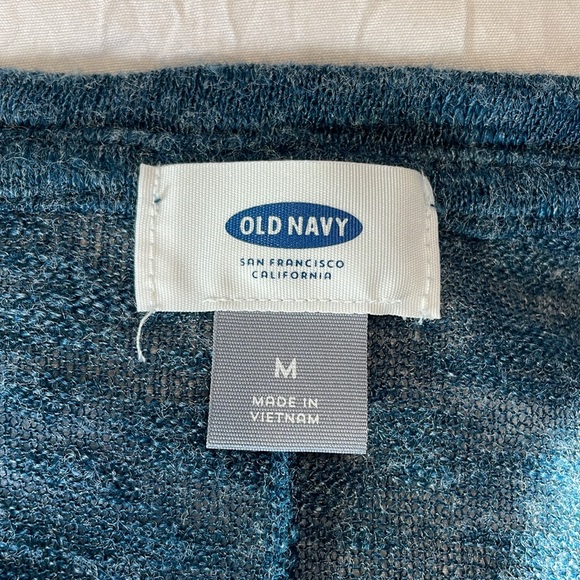 OLD NAVY
SAN FRANCISCO
CALIFORNIA
M
MADE IN
VIETNAM